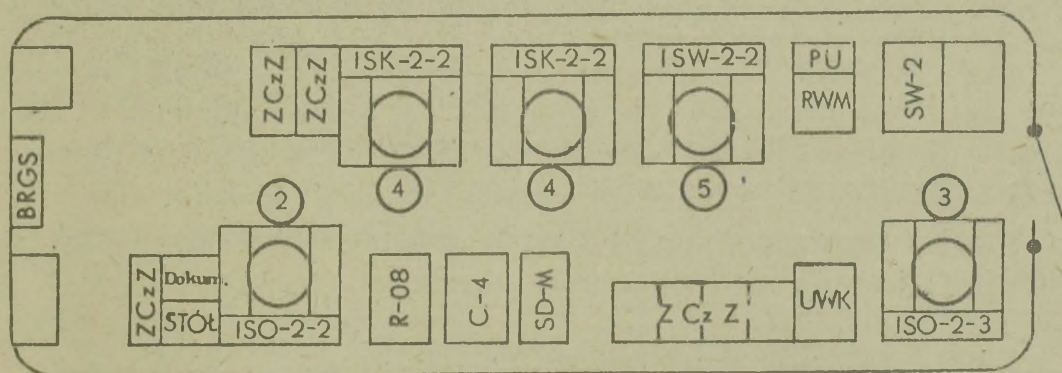 ZCzZ
ZCzZ
ISK-2-2
ISK-2-2
ISW-2-2
PU
RWM
SW-2
BRGS
4
4
5
2
3
ZCzZ
Dokum.
STÓŁ
ISO-2-2
R-08
C-4
SD-M
Z Cz Z
UWK
ISO-2-3